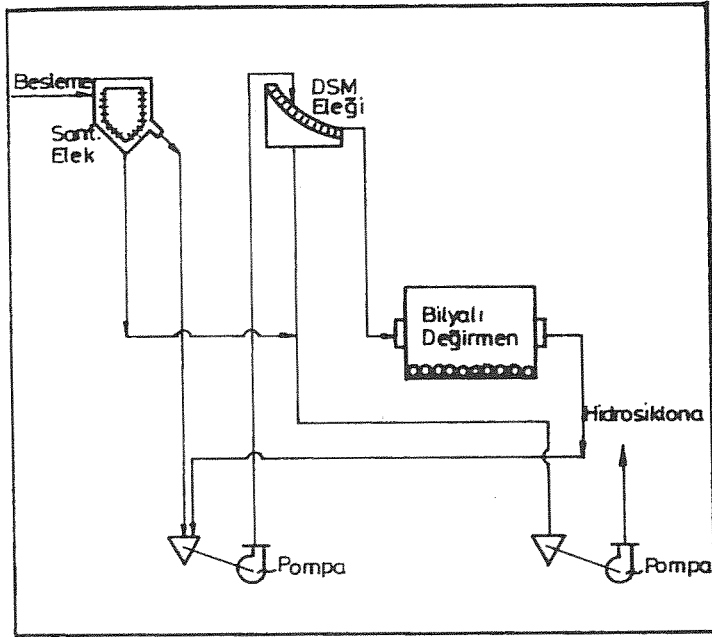 Besleme
Sant.
Elek
DSM
Eleği
Bilyalı
Değirmen
Hidrosiklona
Pompa
Pompa